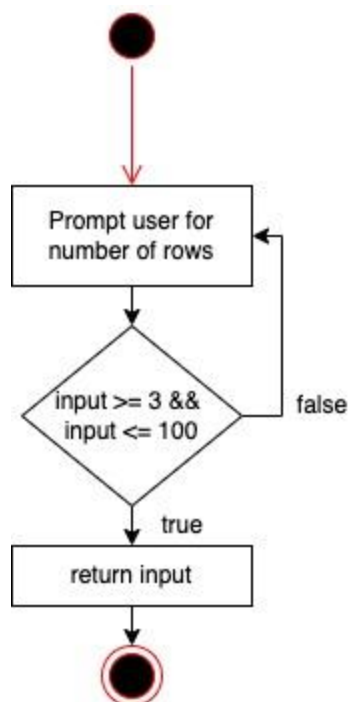 Prompt user for
number of rows
input >= 3 &&
input <= 100
false
true
return input